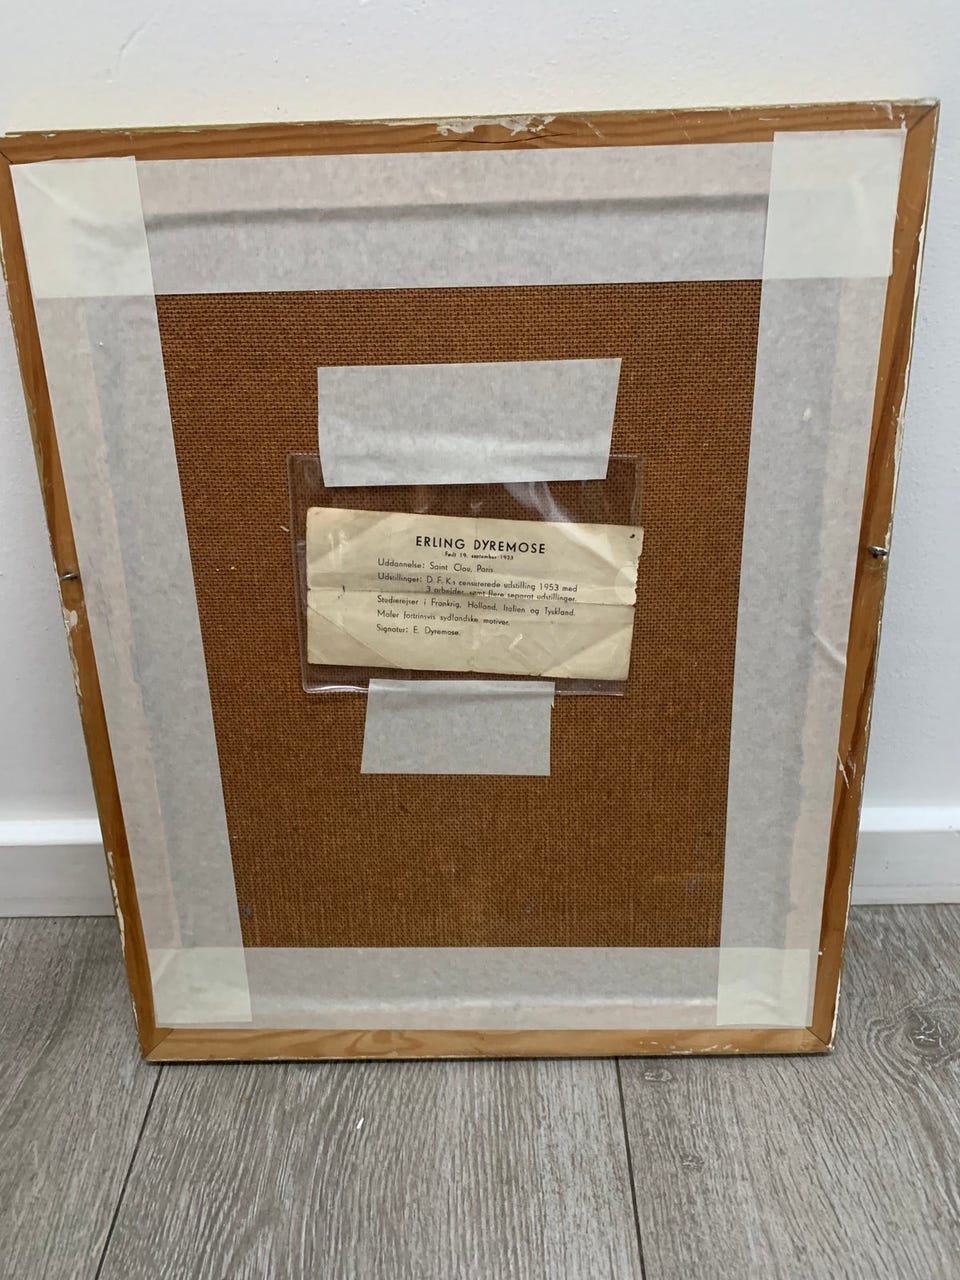 ERLING DYREMOSE
Født 19. september 1923
Uddannelse: Saint Clou, Paris
Udstillinger: D. F. K.s censurerede udstilling 1953 med
3 arbejder, samt flere separat udstillinger.
Studierejser i Frankrig, Holland, Italien og Tyskland.
Maler fortrinsvis sydlandske motiver.
Signatur: E. Dyremose.